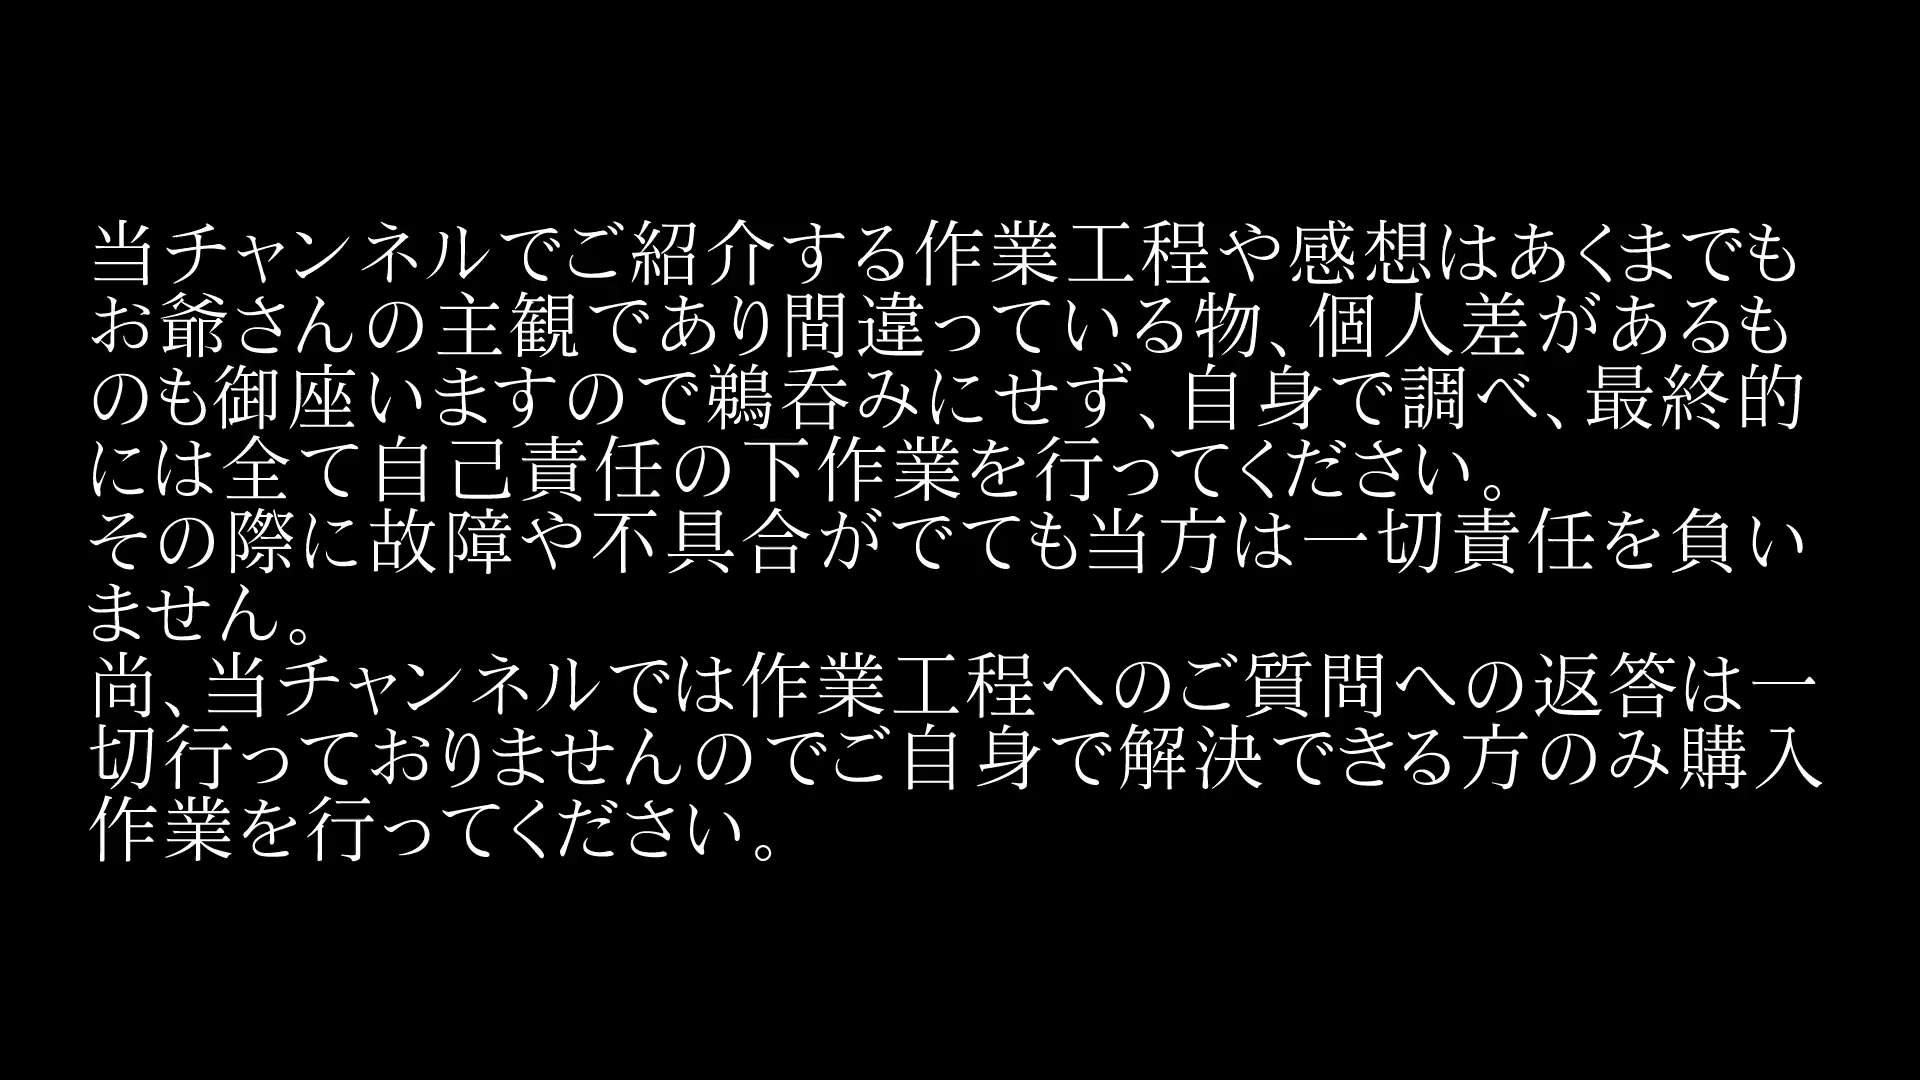 当チャンネルでご紹介する作業工程や感想はあくまでも
お爺さんの主観であり間違っている物、個人差があるも
のも御座いますので鵜呑みにせず、自身で調べ、最終的
には全て自己責任の下作業を行ってください。
その際に故障や不具合がでても当方は一切責任を負い
ません。
尚、当チャンネルでは作業工程へのご質問への返答は一
切行っておりませんのでご自身で解決できる方のみ購入
作業を行ってください。